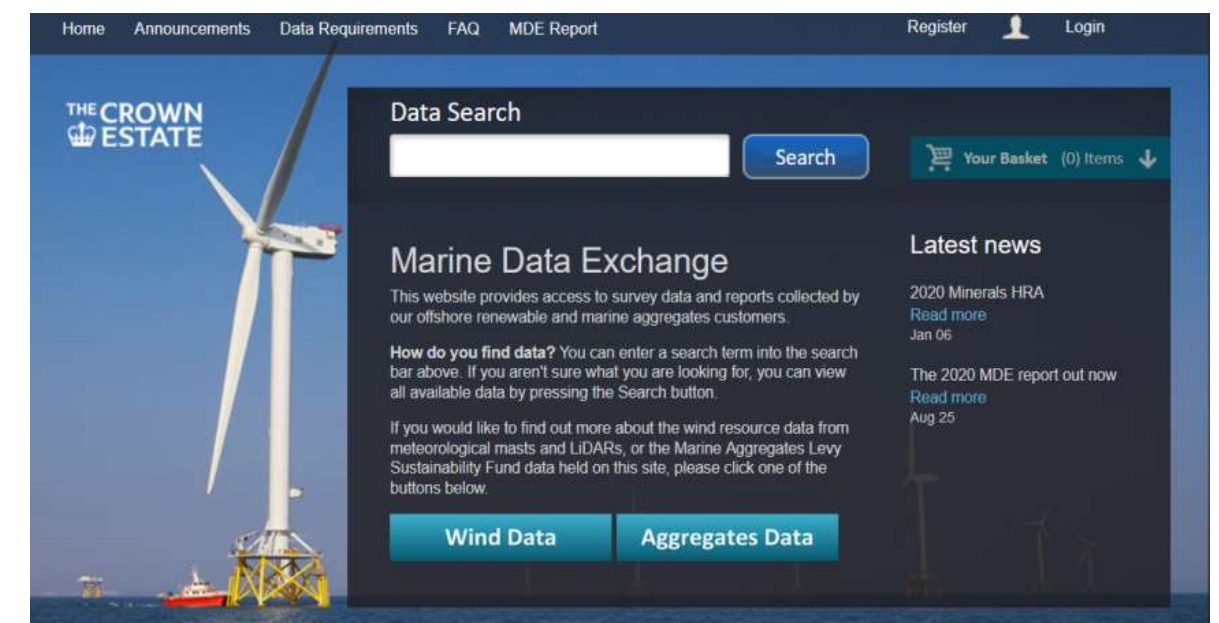 Home Announcements Data Requirements FAQ MDE Report Register Login
THE CROWN
ESTATE
Data Search
Search
Your Basket (0) Items
Marine Data Exchange
This website provides access to survey data and reports collected by
our offshore renewable and marine aggregates customers.
How do you find data? You can enter a search term into the search
bar above. If you aren't sure what you are looking for, you can view
all available data by pressing the Search button.
If you would like to find out more about the wind resource data from
meteorological masts and LiDARs, or the Marine Aggregates Levy
Sustainability Fund data held on this site, please click one of the
buttons below.
Wind Data Aggregates Data
Latest news
2020 Minerals HRA
Read more
Jan 06
The 2020 MDE report out now
Read more
Aug 25